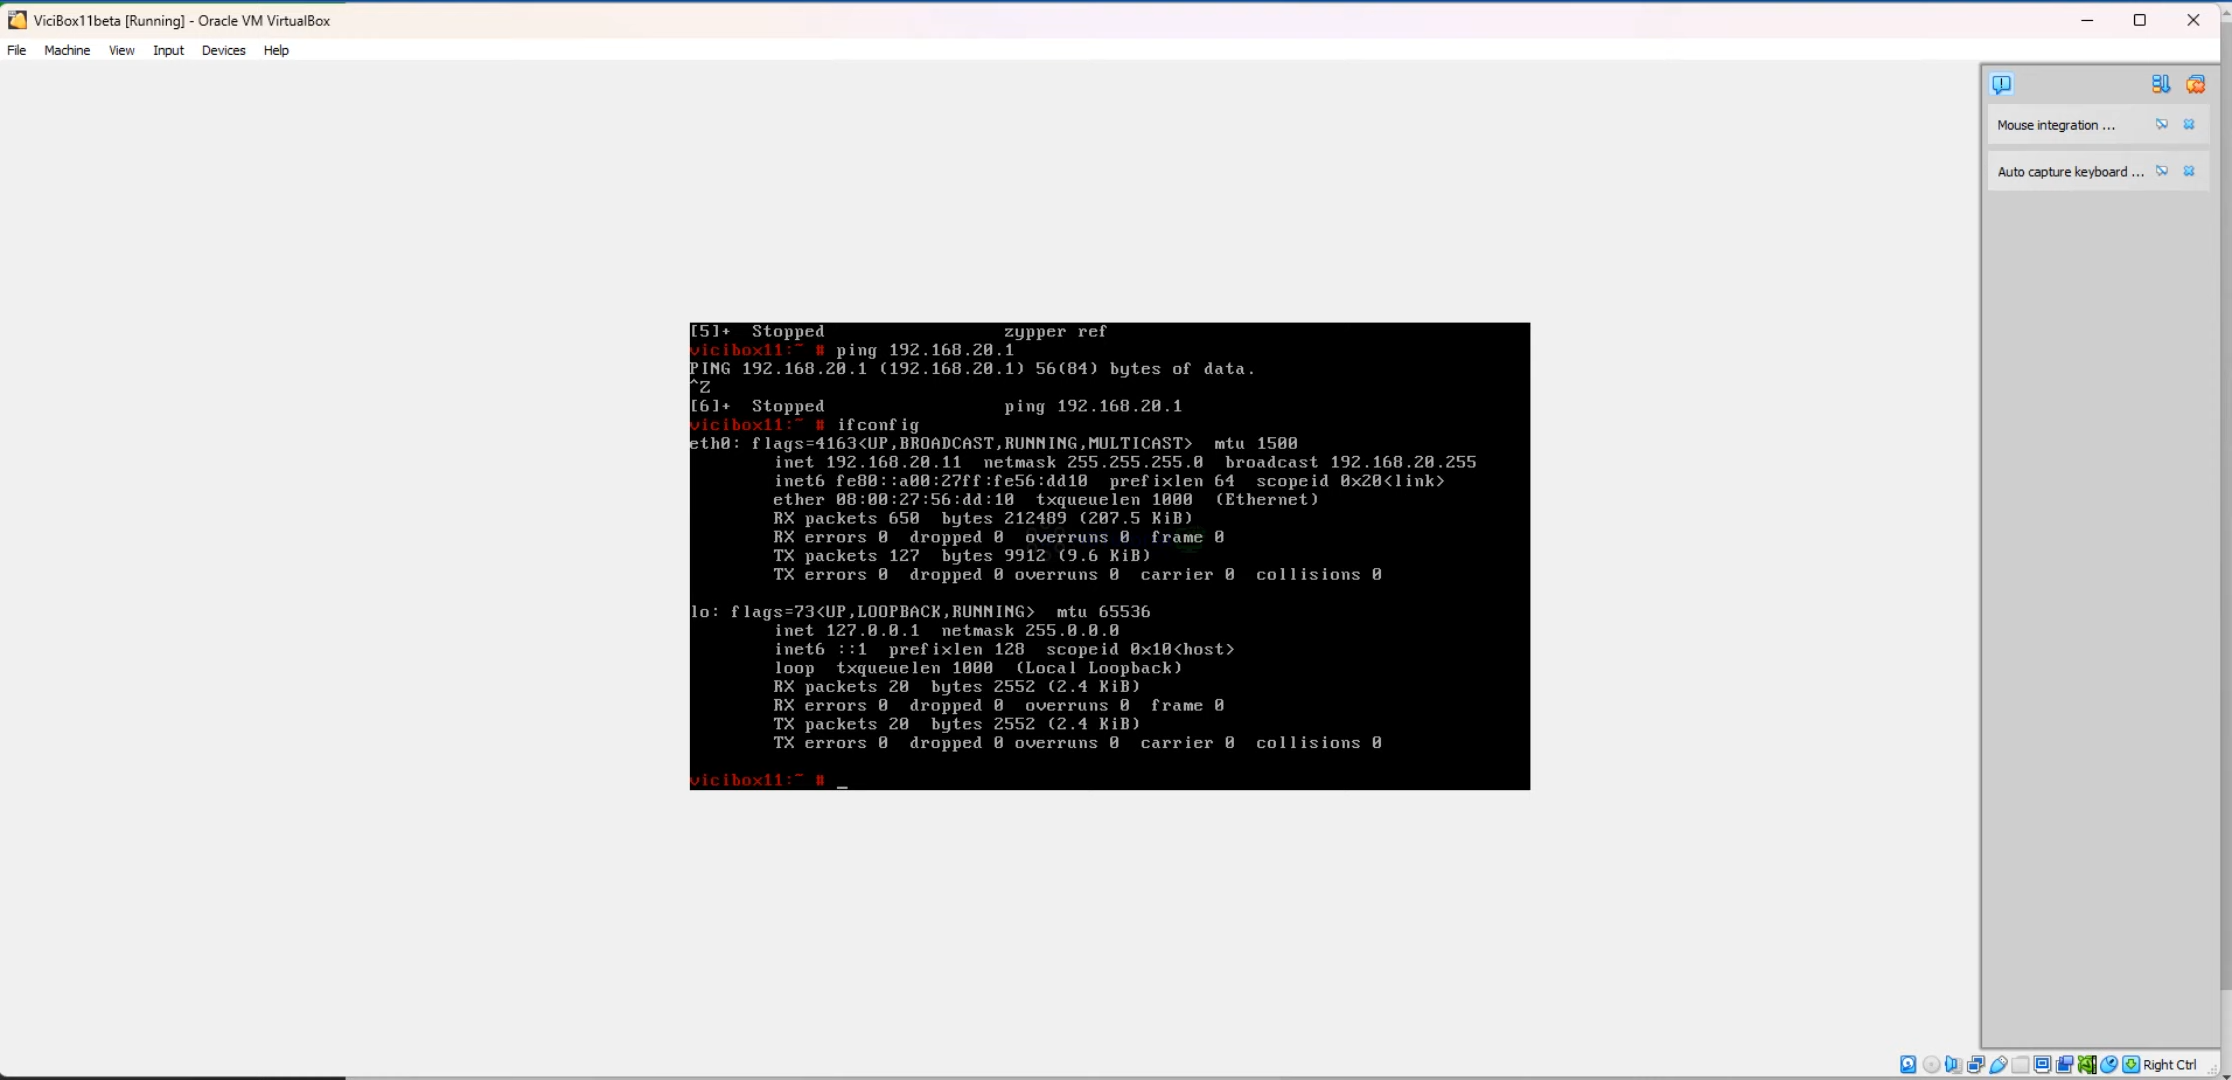 ViciBox11beta [Running] - Oracle VM VirtualBox
File Machine View Input Devices Help
Mouse integration ...
Auto capture keyboard ...
[5]+  Stopped                 zypper ref
vicibox11:~ # ping 192.168.20.1
PING 192.168.20.1 (192.168.20.1) 56(84) bytes of data.
^Z
[6]+  Stopped                 ping 192.168.20.1
vicibox11:~ # ifconfig
eth0: flags=4163<UP,BROADCAST,RUNNING,MULTICAST>  mtu 1500
        inet 192.168.20.11  netmask 255.255.255.0  broadcast 192.168.20.255
        inet6 fe80::a00:27ff:fe56:dd10  prefixlen 64  scopeid 0x20<link>
        ether 08:00:27:56:dd:10  txqueuelen 1000  (Ethernet)
        RX packets 650  bytes 212489 (207.5 KiB)
        RX errors 0  dropped 0  overruns 0  frame 0
        TX packets 127  bytes 9912 (9.6 KiB)
        TX errors 0  dropped 0 overruns 0  carrier 0  collisions 0
lo: flags=73<UP,LOOPBACK,RUNNING>  mtu 65536
        inet 127.0.0.1  netmask 255.0.0.0
        inet6 ::1  prefixlen 128  scopeid 0x10<host>
        loop  txqueuelen 1000  (Local Loopback)
        RX packets 20  bytes 2552 (2.4 KiB)
        RX errors 0  dropped 0  overruns 0  frame 0
        TX packets 20  bytes 2552 (2.4 KiB)
        TX errors 0  dropped 0 overruns 0  carrier 0  collisions 0
vicibox11:~ # _
Right Ctrl